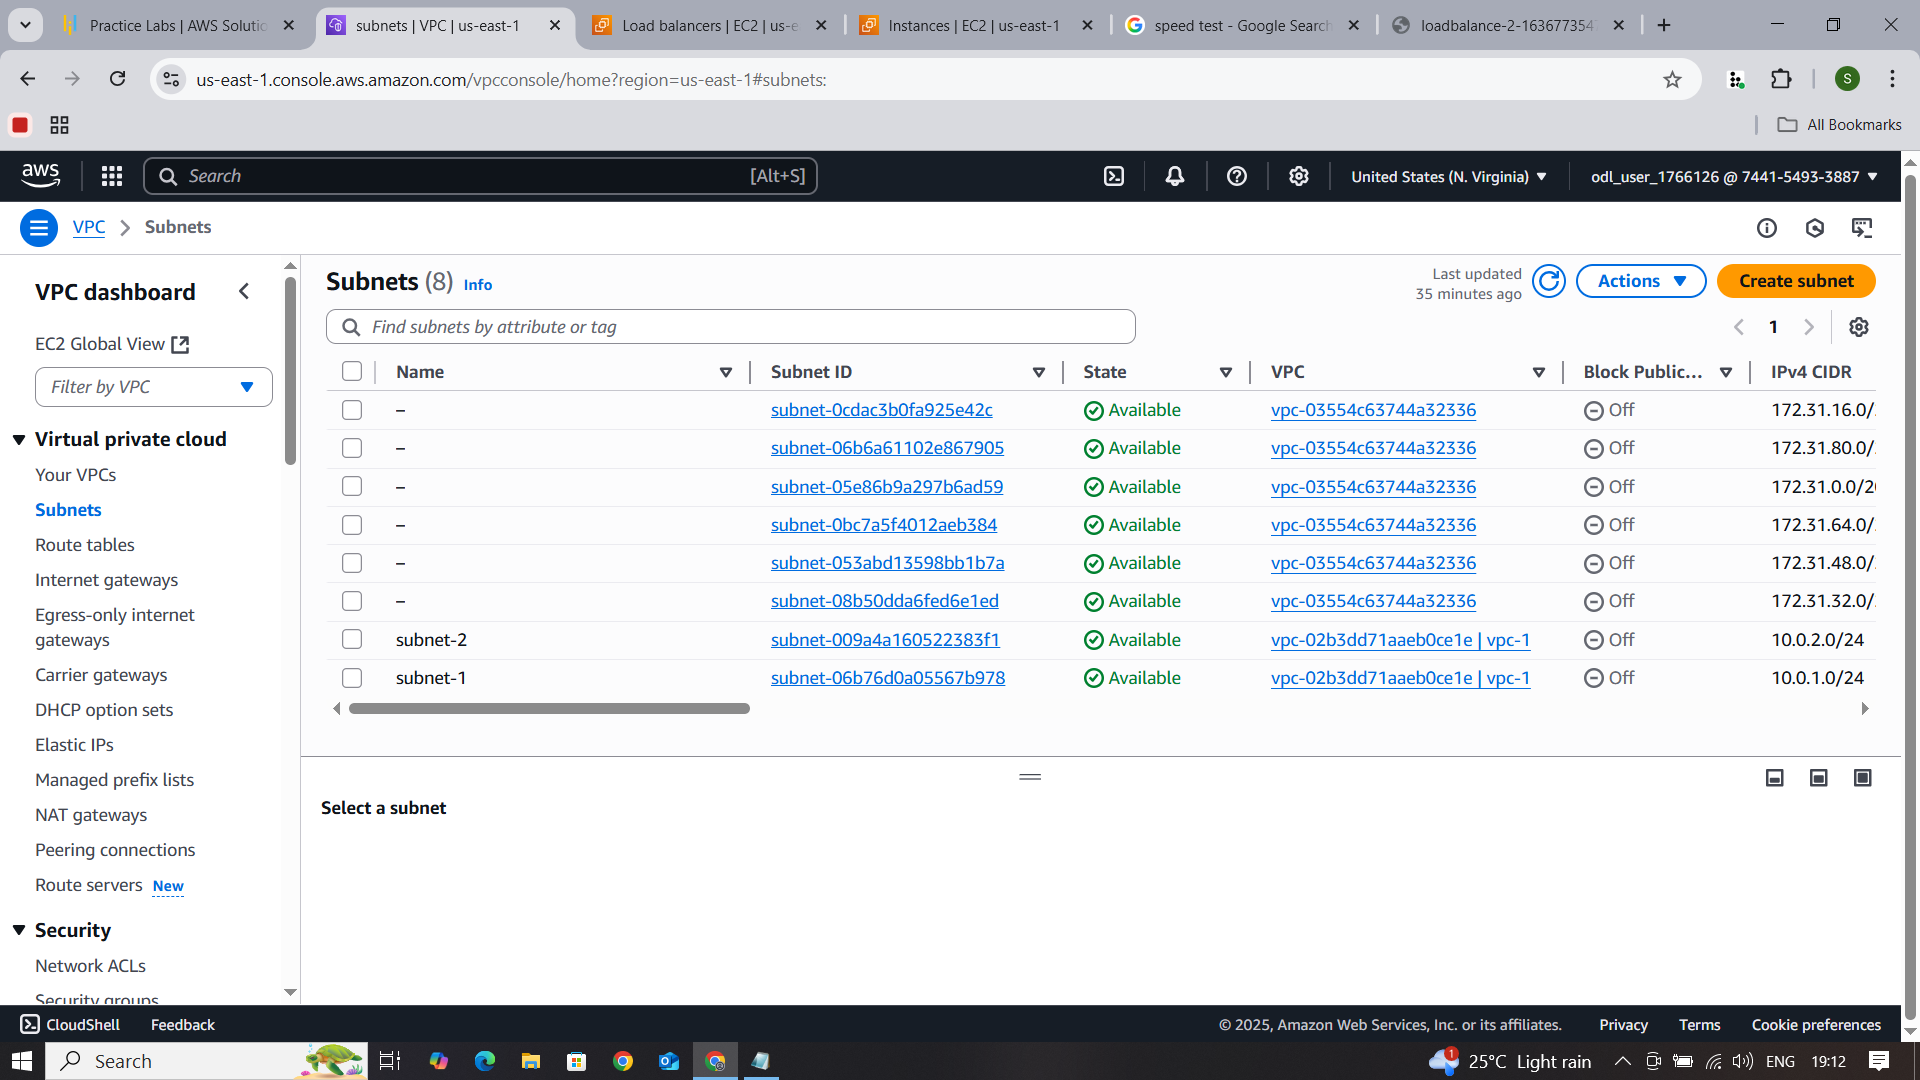 Practice Labs | AWS Solutio
subnets | VPC | us-east-1
Load balancers | EC2 | us-e
Instances | EC2 | us-east-1
speed test - Google Search
loadbalance-2-163677354
us-east-1.console.aws.amazon.com/vpcconsole/home?region=us-east-1#subnets:
S
All Bookmarks
aws
Search
[Alt+S]
United States (N. Virginia)
odl_user_1766126 @ 7441-5493-3887
VPC
Subnets
VPC dashboard
EC2 Global View
Filter by VPC
Virtual private cloud
Your VPCs
Subnets
Route tables
Internet gateways
Egress-only internet
gateways
Carrier gateways
DHCP option sets
Elastic IPs
Managed prefix lists
NAT gateways
Peering connections
Route servers New
Security
Network ACLs
Security groups
Subnets (8) Info
Last updated
35 minutes ago
Actions
Create subnet
Find subnets by attribute or tag
1
Name Subnet ID State VPC Block Public... IPv4 CIDR
– subnet-0cdac3b0fa925e42c Available vpc-03554c63744a32336 Off 172.31.16.0/
– subnet-06b6a61102e867905 Available vpc-03554c63744a32336 Off 172.31.80.0/
– subnet-05e86b9a297b6ad59 Available vpc-03554c63744a32336 Off 172.31.0.0/20
– subnet-0bc7a5f4012aeb384 Available vpc-03554c63744a32336 Off 172.31.64.0/
– subnet-053abd13598bb1b7a Available vpc-03554c63744a32336 Off 172.31.48.0/
– subnet-08b50dda6fed6e1ed Available vpc-03554c63744a32336 Off 172.31.32.0/
subnet-2 subnet-009a4a160522383f1 Available vpc-02b3dd71aaeb0ce1e | vpc-1 Off 10.0.2.0/24
subnet-1 subnet-06b76d0a05567b978 Available vpc-02b3dd71aaeb0ce1e | vpc-1 Off 10.0.1.0/24
Select a subnet
CloudShell
Feedback
© 2025, Amazon Web Services, Inc. or its affiliates.
Privacy
Terms
Cookie preferences
Search
1
25°C Light rain
ENG
19:12